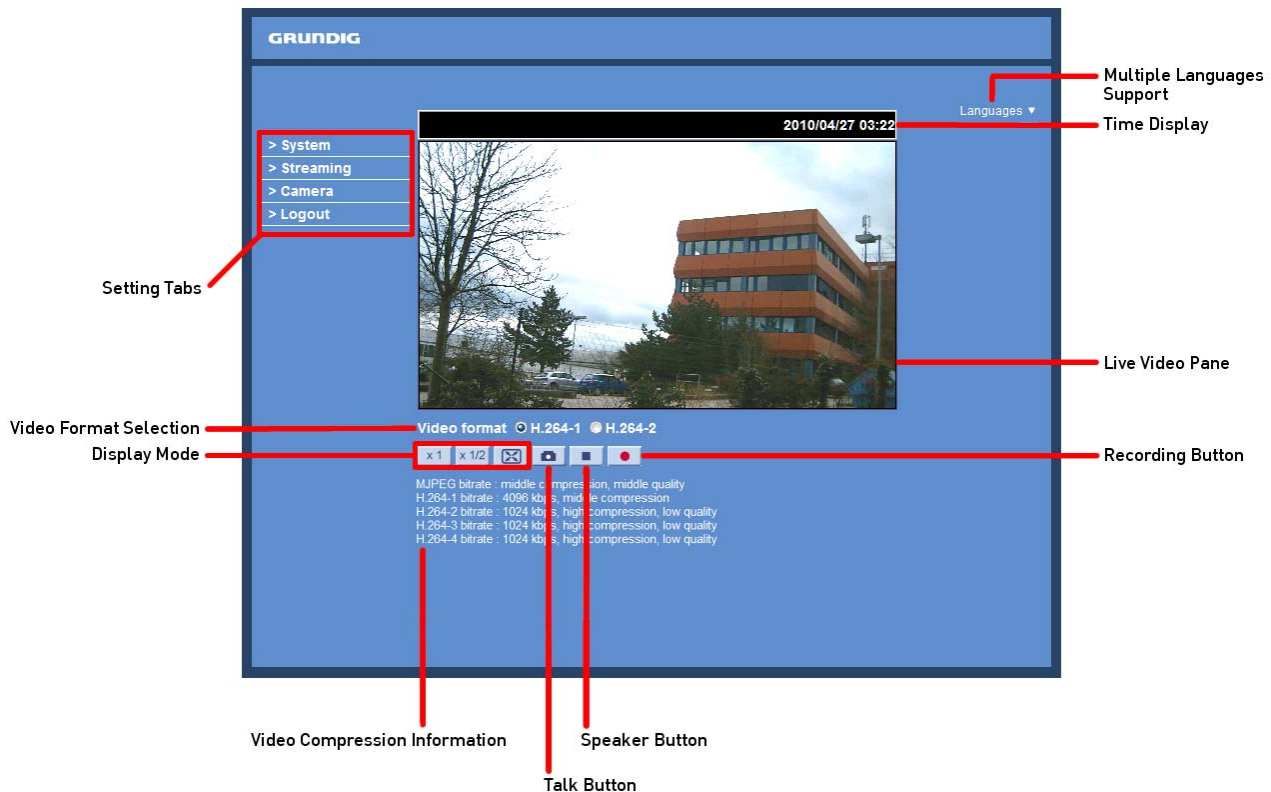 GRUNDIG
Multiple Languages
Support
Languages ▼
2010/04/27 03:22
Time Display
> System
> Streaming
> Camera
> Logout
Setting Tabs
Live Video Pane
Video Format Selection
Video format H.264-1 H.264-2
Display Mode
x 1 x 1/2
Recording Button
MJPEG bitrate : middle compression, middle quality
H.264-1 bitrate : 4096 kbps, middle compression
H.264-2 bitrate : 1024 kbps, high compression, low quality
H.264-3 bitrate : 1024 kbps, high compression, low quality
H.264-4 bitrate : 1024 kbps, high compression, low quality
Video Compression Information
Speaker Button
Talk Button